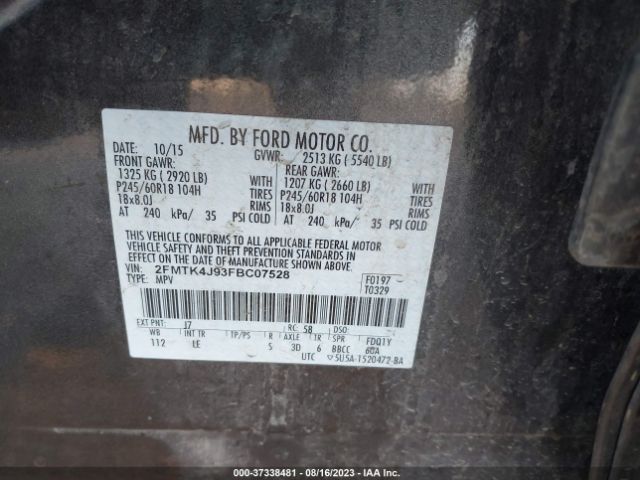 MFD. BY FORD MOTOR CO.
DATE: 10/15 GVWR: 2513 KG ( 5540 LB)
FRONT GAWR: REAR GAWR:
1325 KG ( 2920 LB) WITH 1207 KG ( 2660 LB) WITH
P245/60R18 104H TIRES P245/60R18 104H TIRES
18x8.0J RIMS 18x8.0J RIMS
AT 240 kPa/ 35 PSI COLD AT 240 kPa/ 35 PSI COLD
THIS VEHICLE CONFORMS TO ALL APPLICABLE FEDERAL MOTOR
VEHICLE SAFETY AND THEFT PREVENTION STANDARDS IN
EFFECT ON THE DATE OF MANUFACTURE SHOWN ABOVE.
VIN: 2FMTK4J93FBC07528 F0197
TYPE: MPV T0329
EXT PNT: J7 RC: 58 DSO:
WB INT TR TP/PS R AXLE TR SPR FDQ1Y
112 LE 5 3D 6 BBCC 60A
UTC 5U5A-1520472-BA
000-37338481 - 08/16/2023 - IAA Inc.